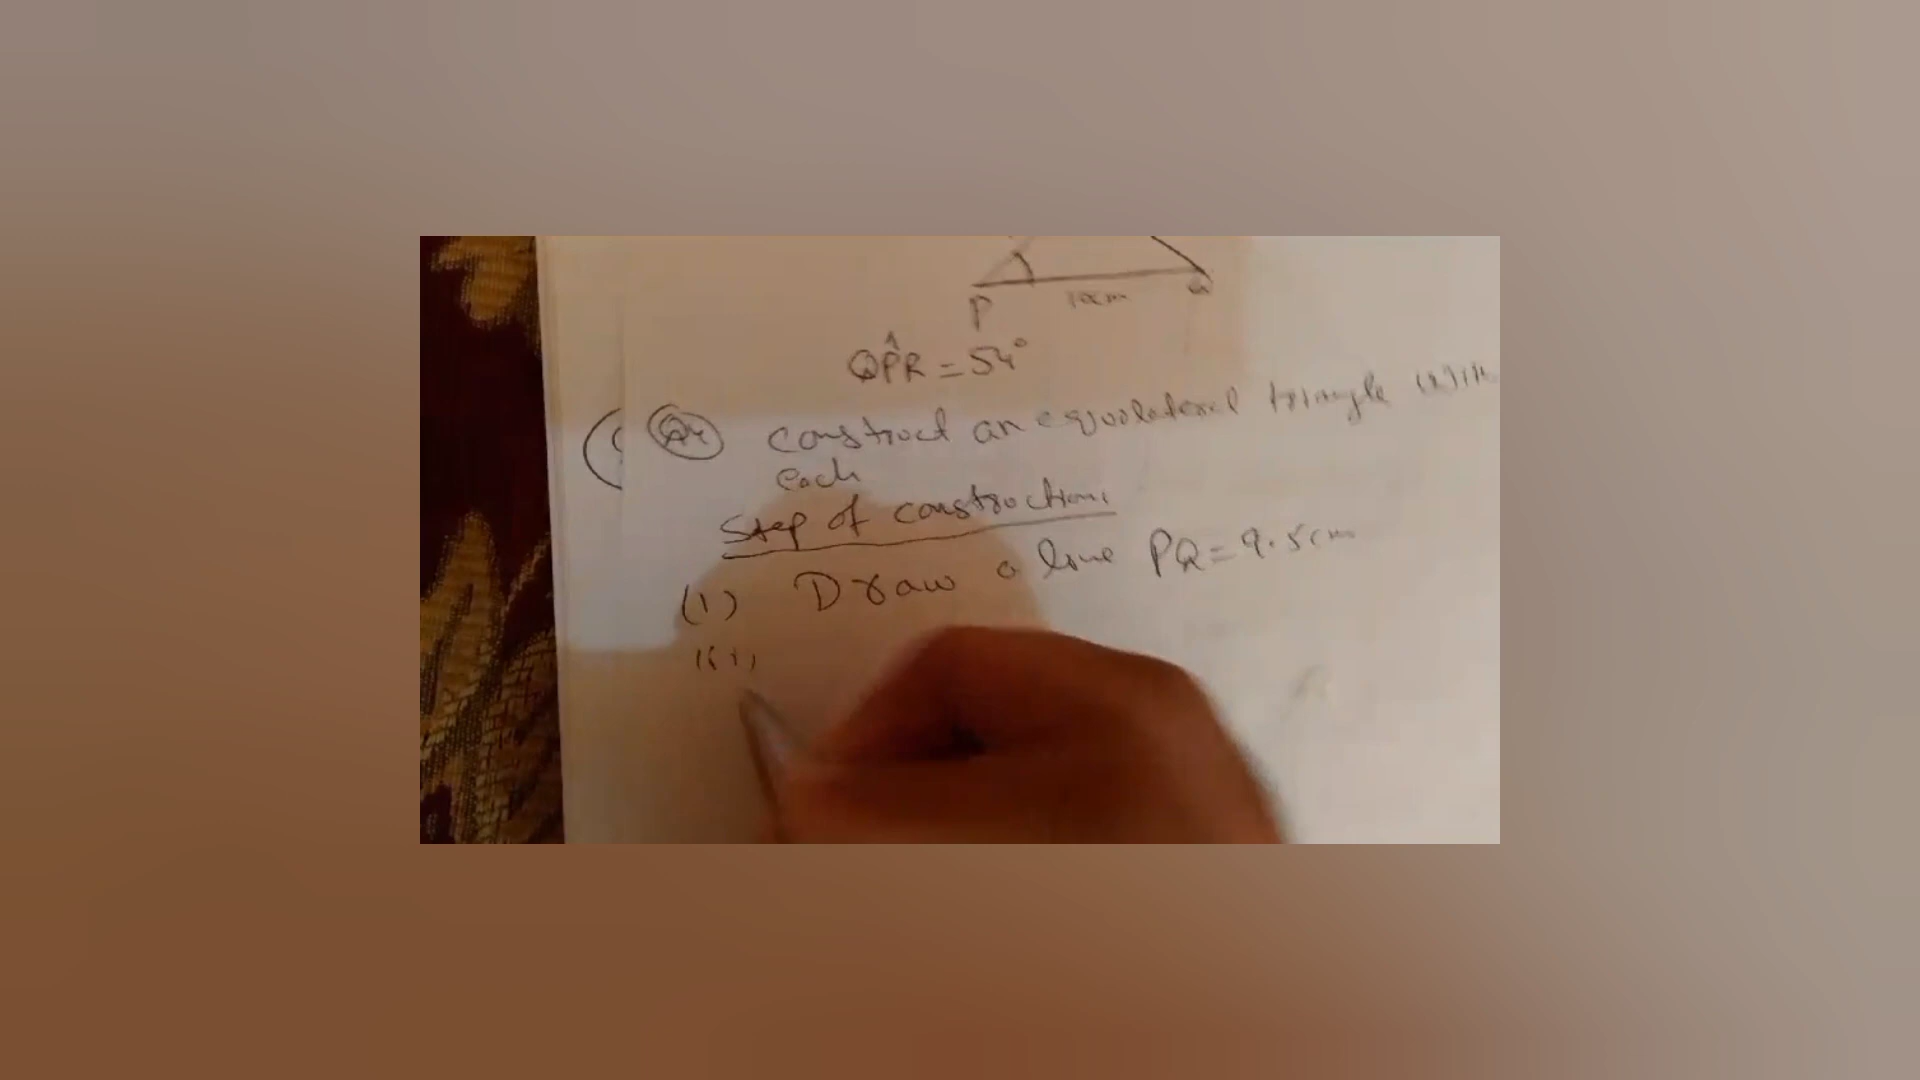 P 10cm Q
QP̂R = 54°
Q4 construct an equilateral triangle
each
Step of construction:
(1) Draw a line PQ = 9.5cm
(ii)